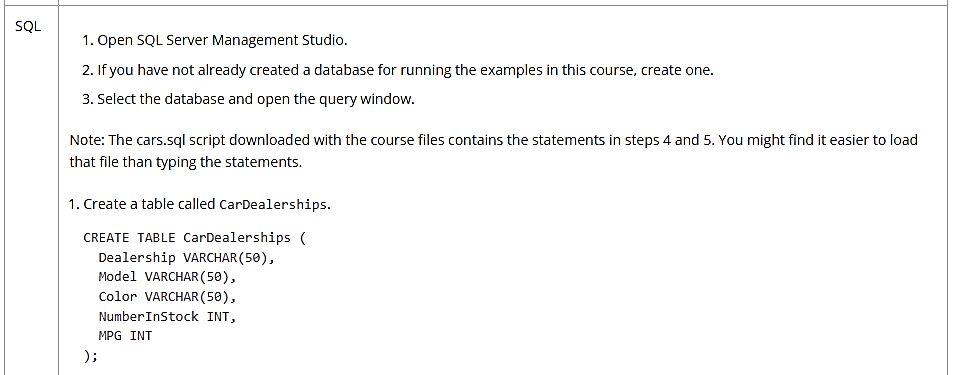 SQL
1. Open SQL Server Management Studio.
2. If you have not already created a database for running the examples in this course, create one.
3. Select the database and open the query window.
Note: The cars.sql script downloaded with the course files contains the statements in steps 4 and 5. You might find it easier to load
that file than typing the statements.
1. Create a table called CarDealerships.
CREATE TABLE CarDealerships (
Dealership VARCHAR(50),
Model VARCHAR(50),
Color VARCHAR(50),
NumberInStock INT,
MPG INT
);